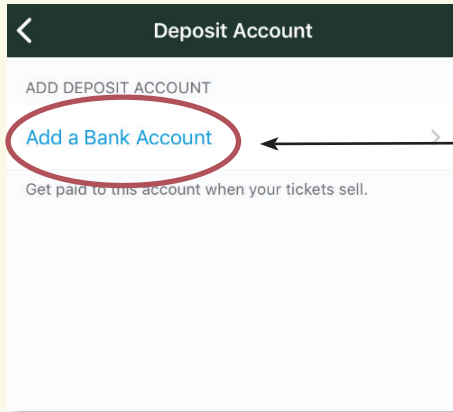 Deposit Account
ADD DEPOSIT ACCOUNT
Add a Bank Account
Get paid to this account when your tickets sell.